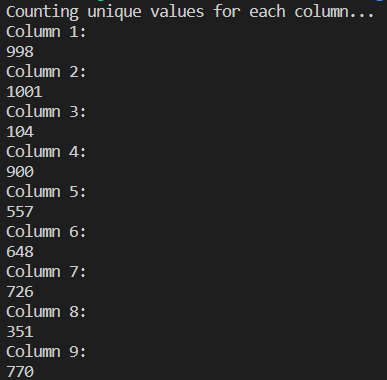 Counting unique values for each column...
Column 1:
998
Column 2:
1001
Column 3:
104
Column 4:
900
Column 5:
557
Column 6:
648
Column 7:
726
Column 8:
351
Column 9:
770